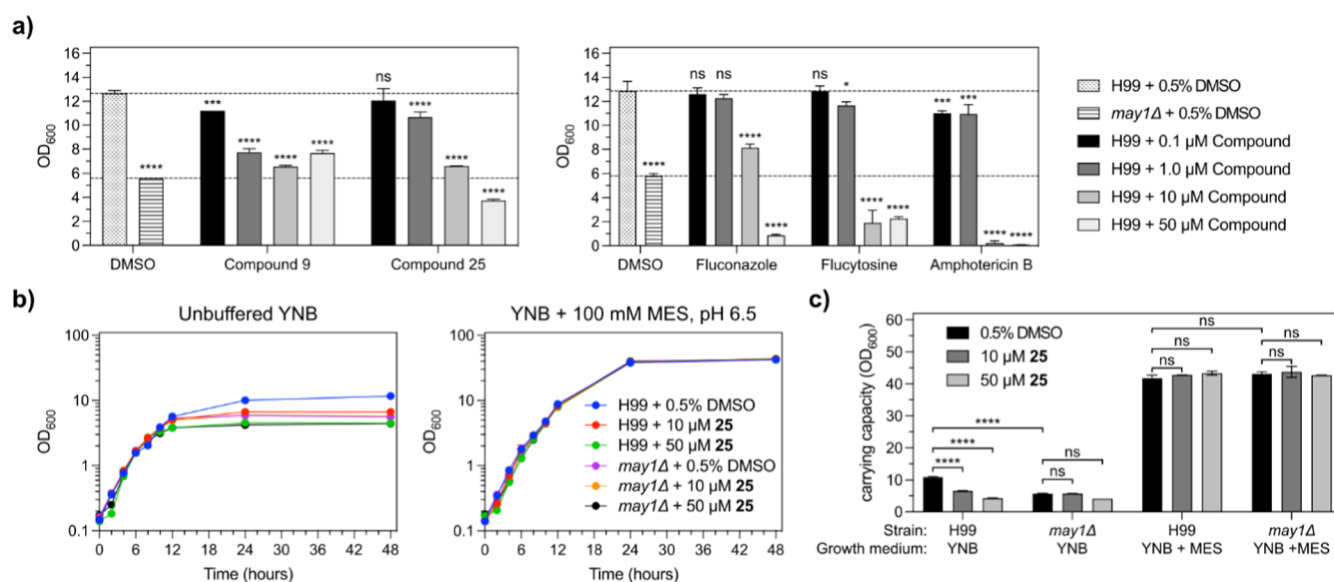 a)
16
14
12
10
8
6
4
2
0
OD600
****
***
****
****
****
ns
****
****
****
DMSO
Compound 9
Compound 25
16
14
12
10
8
6
4
2
0
OD600
****
ns
ns
****
****
ns
*
****
****
***
***
****
****
DMSO
Fluconazole
Flucytosine
Amphotericin B
H99 + 0.5% DMSO
may1Δ + 0.5% DMSO
H99 + 0.1 µM Compound
H99 + 1.0 µM Compound
H99 + 10 µM Compound
H99 + 50 µM Compound
b)
Unbuffered YNB
100
10
1
0.1
OD600
0 6 12 18 24 30 36 42 48
Time (hours)
YNB + 100 mM MES, pH 6.5
100
10
1
0.1
OD600
H99 + 0.5% DMSO
H99 + 10 µM 25
H99 + 50 µM 25
may1Δ + 0.5% DMSO
may1Δ + 10 µM 25
may1Δ + 50 µM 25
0 6 12 18 24 30 36 42 48
Time (hours)
c)
60
50
40
30
20
10
0
carrying capacity (OD600)
0.5% DMSO
10 µM 25
50 µM 25
****
****
****
ns
ns
ns
ns
ns
ns
ns
Strain: H99 may1Δ H99 may1Δ
Growth medium: YNB YNB YNB + MES YNB +MES